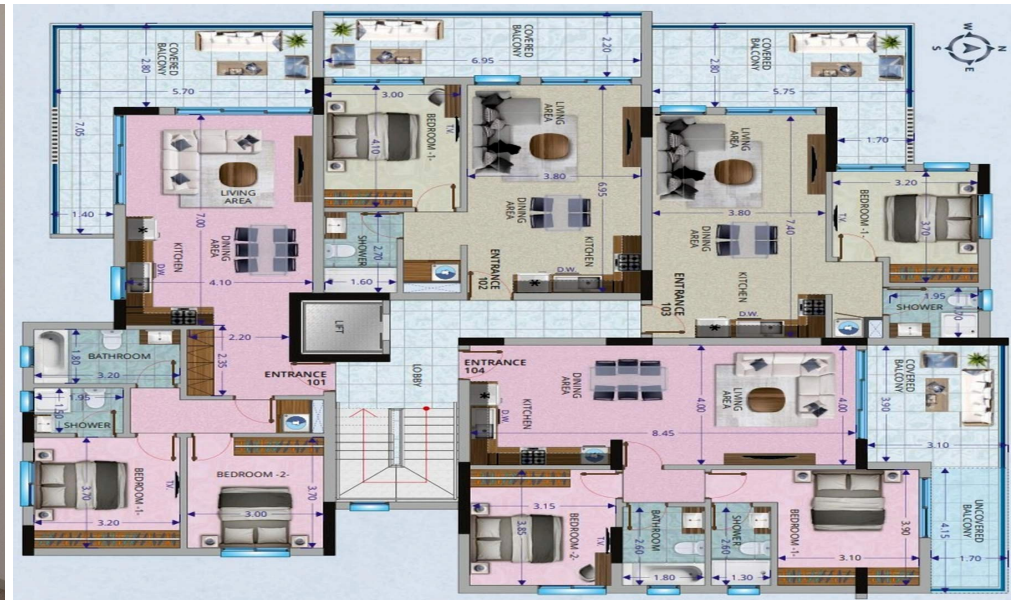 COVERED
BALCONY
2.80
5.70
7.05
1.40
LIVING
AREA
7.00
DINING
AREA
KITCHEN
D.W.
4.10
2.20
2.35
ENTRANCE
101
BATHROOM
1.80
3.20
1.95
1.50
SHOWER
BEDROOM -1-
3.70
3.20
T.V.
BEDROOM -2-
3.70
3.00
COVERED
BALCONY
2.20
6.95
3.00
BEDROOM -1-
4.10
T.V.
LIVING
AREA
3.80
6.95
DINING
AREA
SHOWER
2.70
1.60
ENTRANCE
102
KITCHEN
D.W.
LIFT
LOBBY
COVERED
BALCONY
2.80
5.75
1.70
LIVING
AREA
3.80
7.40
DINING
AREA
KITCHEN
D.W.
ENTRANCE
103
3.20
BEDROOM -1-
3.70
T.V.
1.95
1.70
SHOWER
ENTRANCE
104
KITCHEN
D.W.
DINING
AREA
LIVING
AREA
4.00
4.00
8.45
COVERED
BALCONY
3.90
3.10
UNCOVERED
BALCONY
4.15
1.70
3.15
3.85
BEDROOM -2-
T.V.
BATHROOM
2.60
1.80
SHOWER
2.60
1.30
BEDROOM -1-
3.90
3.10
W
N
S
E